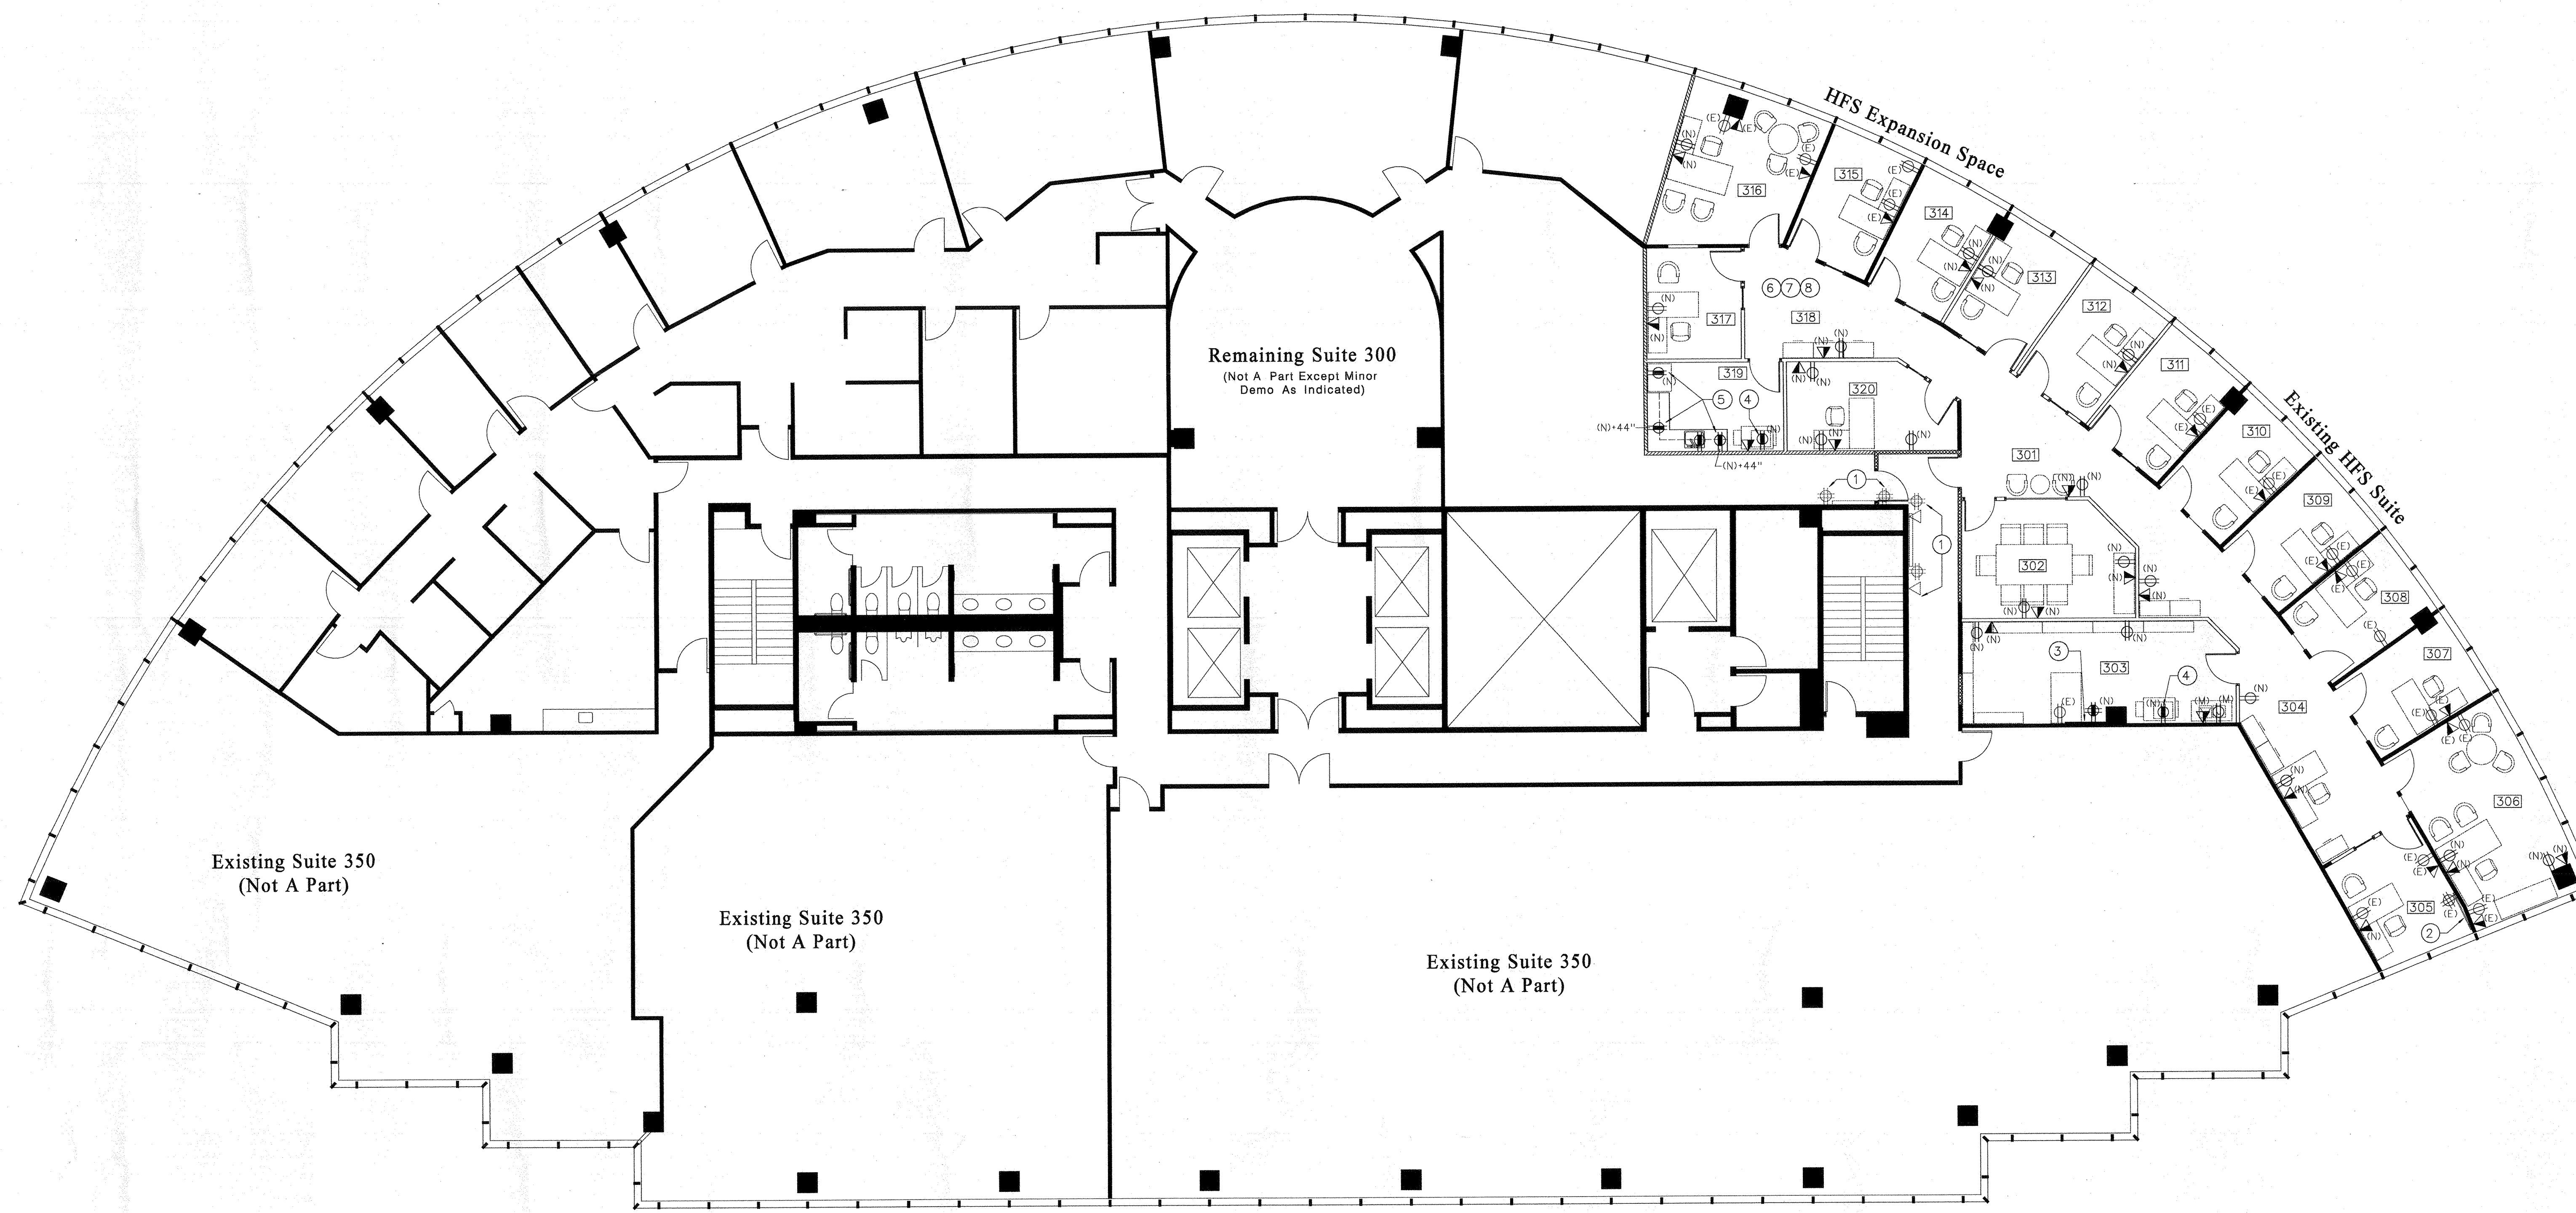 HFS Expansion Space
Existing HFS Suite
Remaining Suite 300
(Not A Part Except Minor
Demo As Indicated)
Existing Suite 350
(Not A Part)
Existing Suite 350
(Not A Part)
Existing Suite 350
(Not A Part)
316
(N)
(N)
(E)
(E)
(E)
(E)
315
(E)
(E)
(E)
314
(N)
(N)
313
(N)
(N)
312
(N)
(N)
311
(E)
(E)
310
(E)
(E)
309
(E)
(E)
308
(E)
(E)
(E)
307
(E)
(E)
306
(E)
(E)
(N)
(N)
(N)
(N)
(E)
(E)
305
(E)
(E)
(E)
(E)
(N)
2
304
(N)
(N)
(N)
303
(N)
(N)
(N)
3
4
(E)
(N)
(N)
(M)
(M)
302
(N)
(N)
(N)
(N)
(N)
(N)
301
(N)
(N)
1
1
317
(N)
(N)
6 7 8
318
(N)
(N)
319
(N)
5
4
(N)
(N)+44"
(N)+44"
320
(N)
(N)
(N)
(N)